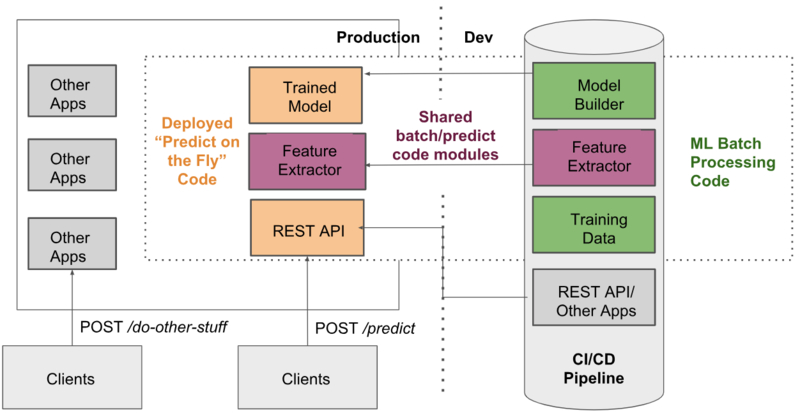 Production
Dev
Other
Apps
Other
Apps
Other
Apps
Deployed
“Predict on
the Fly”
Code
Trained
Model
Feature
Extractor
REST API
Shared
batch/predict
code modules
Model
Builder
Feature
Extractor
Training
Data
REST API/
Other Apps
CI/CD
Pipeline
ML Batch
Processing
Code
POST /do-other-stuff
POST /predict
Clients
Clients